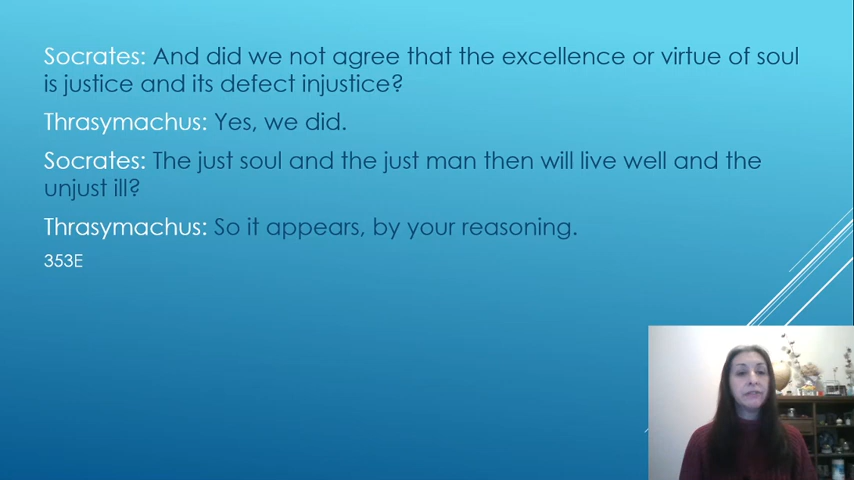 Socrates: And did we not agree that the excellence or virtue of soul
is justice and its defect injustice?
Thrasymachus: Yes, we did.
Socrates: The just soul and the just man then will live well and the
unjust ill?
Thrasymachus: So it appears, by your reasoning.
353E